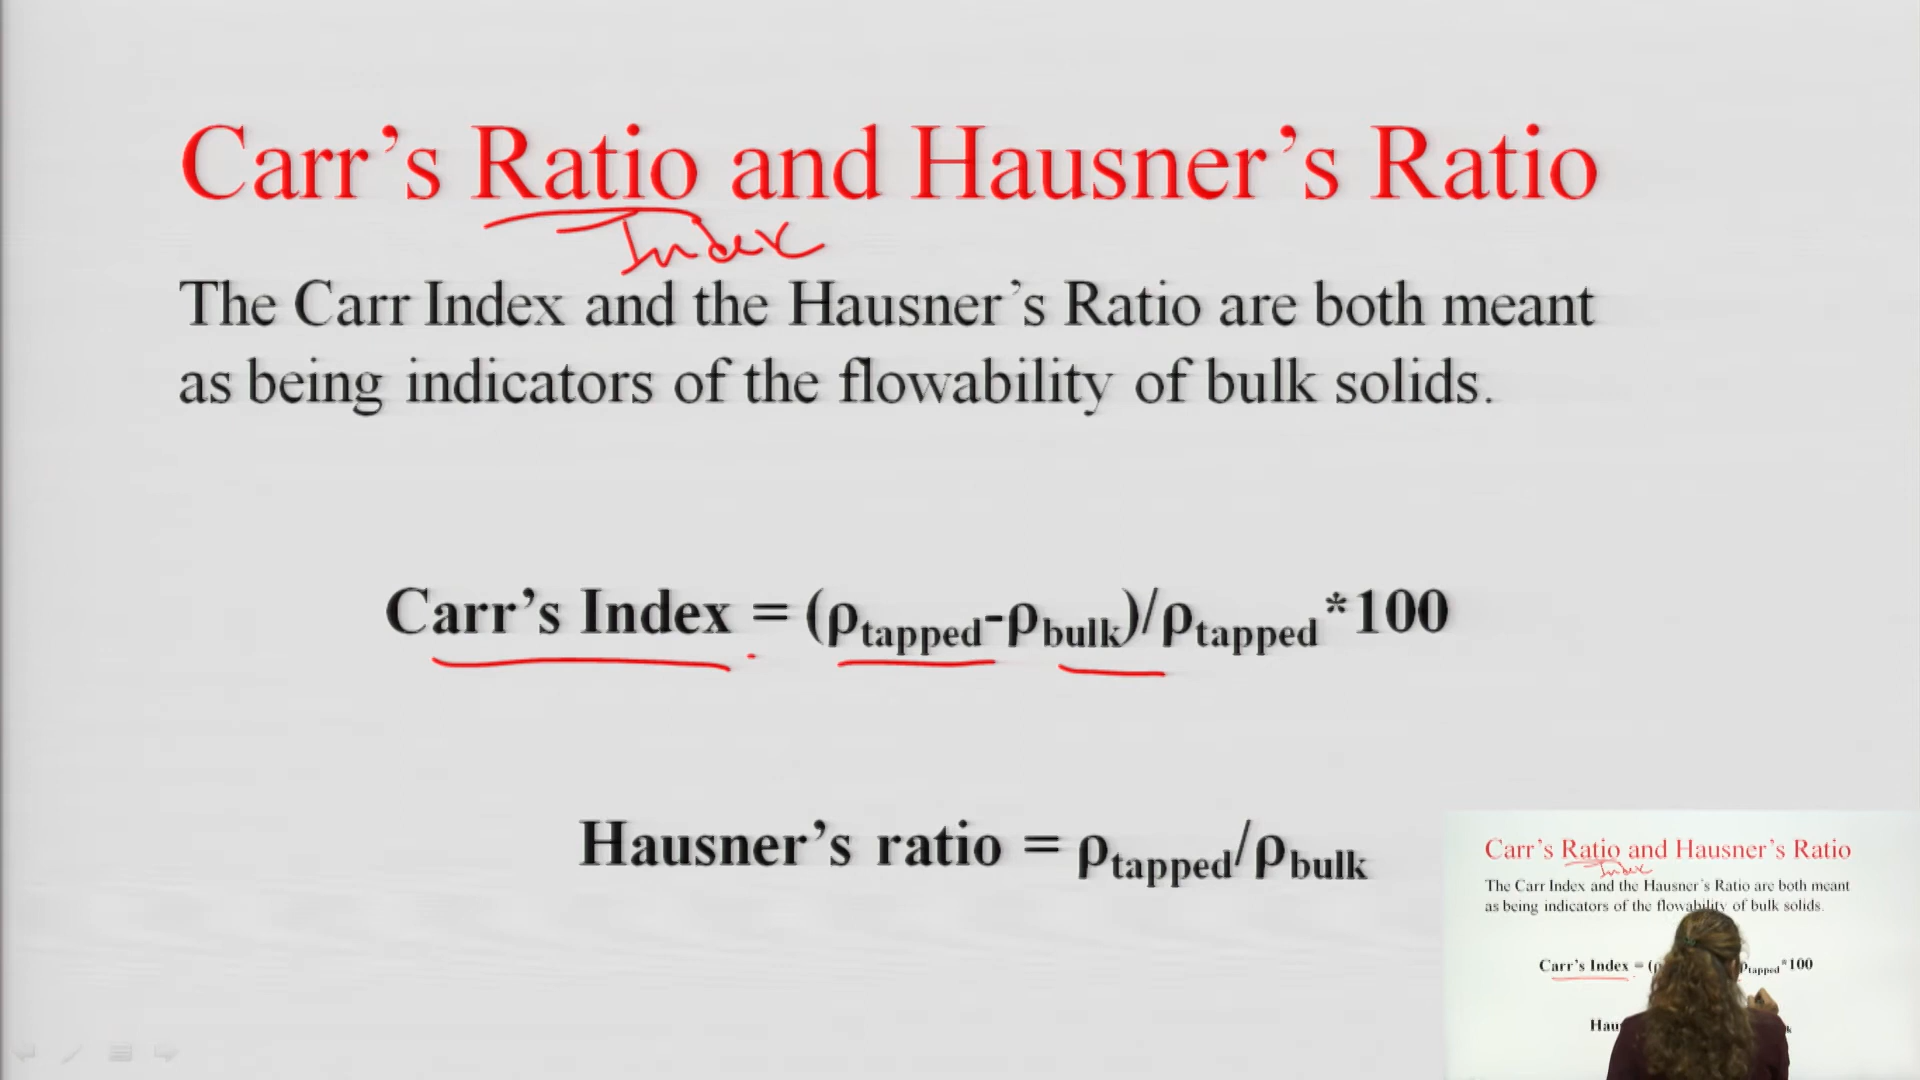 Carr’s Ratio and Hausner’s Ratio
Index
The Carr Index and the Hausner’s Ratio are both meant
as being indicators of the flowability of bulk solids.
Carr’s Index = (ρtapped-ρbulk)/ρtapped*100
Hausner’s ratio = ρtapped/ρbulk
Carr’s Ratio and Hausner’s Ratio
Index
The Carr Index and the Hausner’s Ratio are both meant
as being indicators of the flowability of bulk solids.
Carr’s Index = (ρ
ρtapped*100